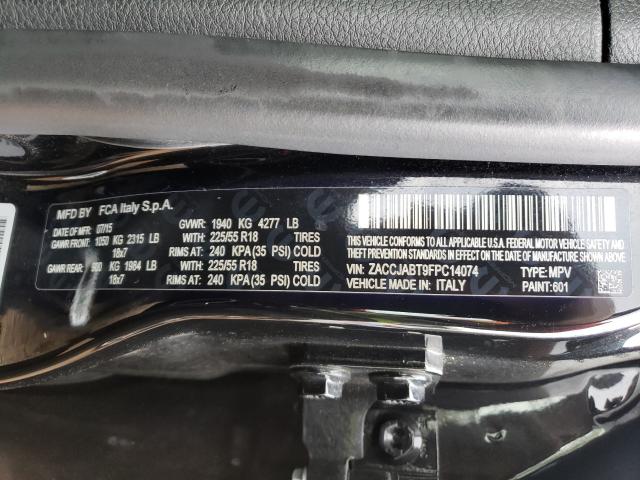 MFD BY FCA Italy S.p.A.
DATE OF MFR 07/15 GVWR: 1940 KG 4277 LB
GAWR FRONT: 1050 KG 2315 LB WITH: 225/55 R18 TIRES
18x7 RIMS AT: 240 KPA (35 PSI) COLD
GAWR REAR: 900 KG 1984 LB WITH: 225/55 R18 TIRES
18x7 RIMS AT: 240 KPA (35 PSI) COLD
THIS VEHICLE CONFORMS TO ALL APPLICABLE U.S.A. FEDERAL MOTOR VEHICLE SAFETY, BUMPER AND THEFT PREVENTION STANDARDS IN EFFECT ON THE DATE OF MANUFACTURE SHOWN ABOVE.
VIN: ZACCJABT9FPC14074 TYPE: MPV
VEHICLE MADE IN ITALY PAINT: 601